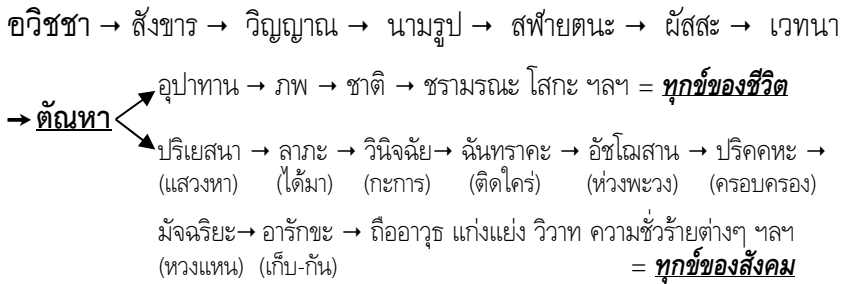 อวิชชา → สังขาร → วิญญาณ → นามรูป → สฬายตนะ → ผัสสะ → เวทนา
อุปาทาน → ภพ → ชาติ → ชรามรณะ โสกะ ฯลฯ = ทุกข์ของชีวิต
→ ตัณหา
ปริเยสนา → ลาภะ → วินิจฉัย → ฉันทราคะ → อัชโฌสาน → ปริคคหะ →
(แสวงหา) (ได้มา) (กะการ) (ติดใคร่) (ห่วงพะวง) (ครอบครอง)
มัจฉริยะ → อารักขะ → ถืออาวุธ แก่งแย่ง วิวาท ความชั่วร้ายต่างๆ ฯลฯ
(หวงแหน) (เก็บ-กัน) = ทุกข์ของสังคม